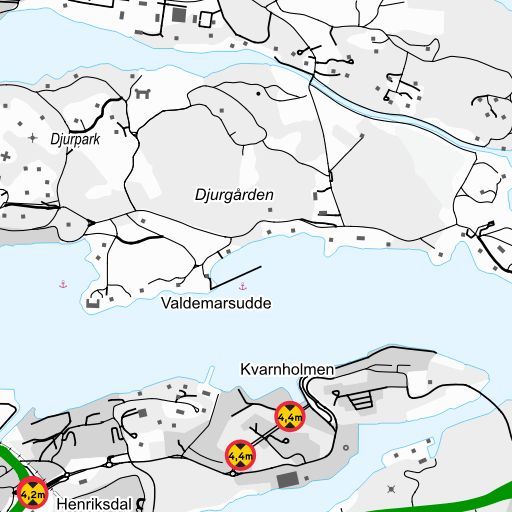 Djurpark
Djurgården
Valdemarsudde
Kvarnholmen
4,4m
4,4m
4,2m
Henriksdal